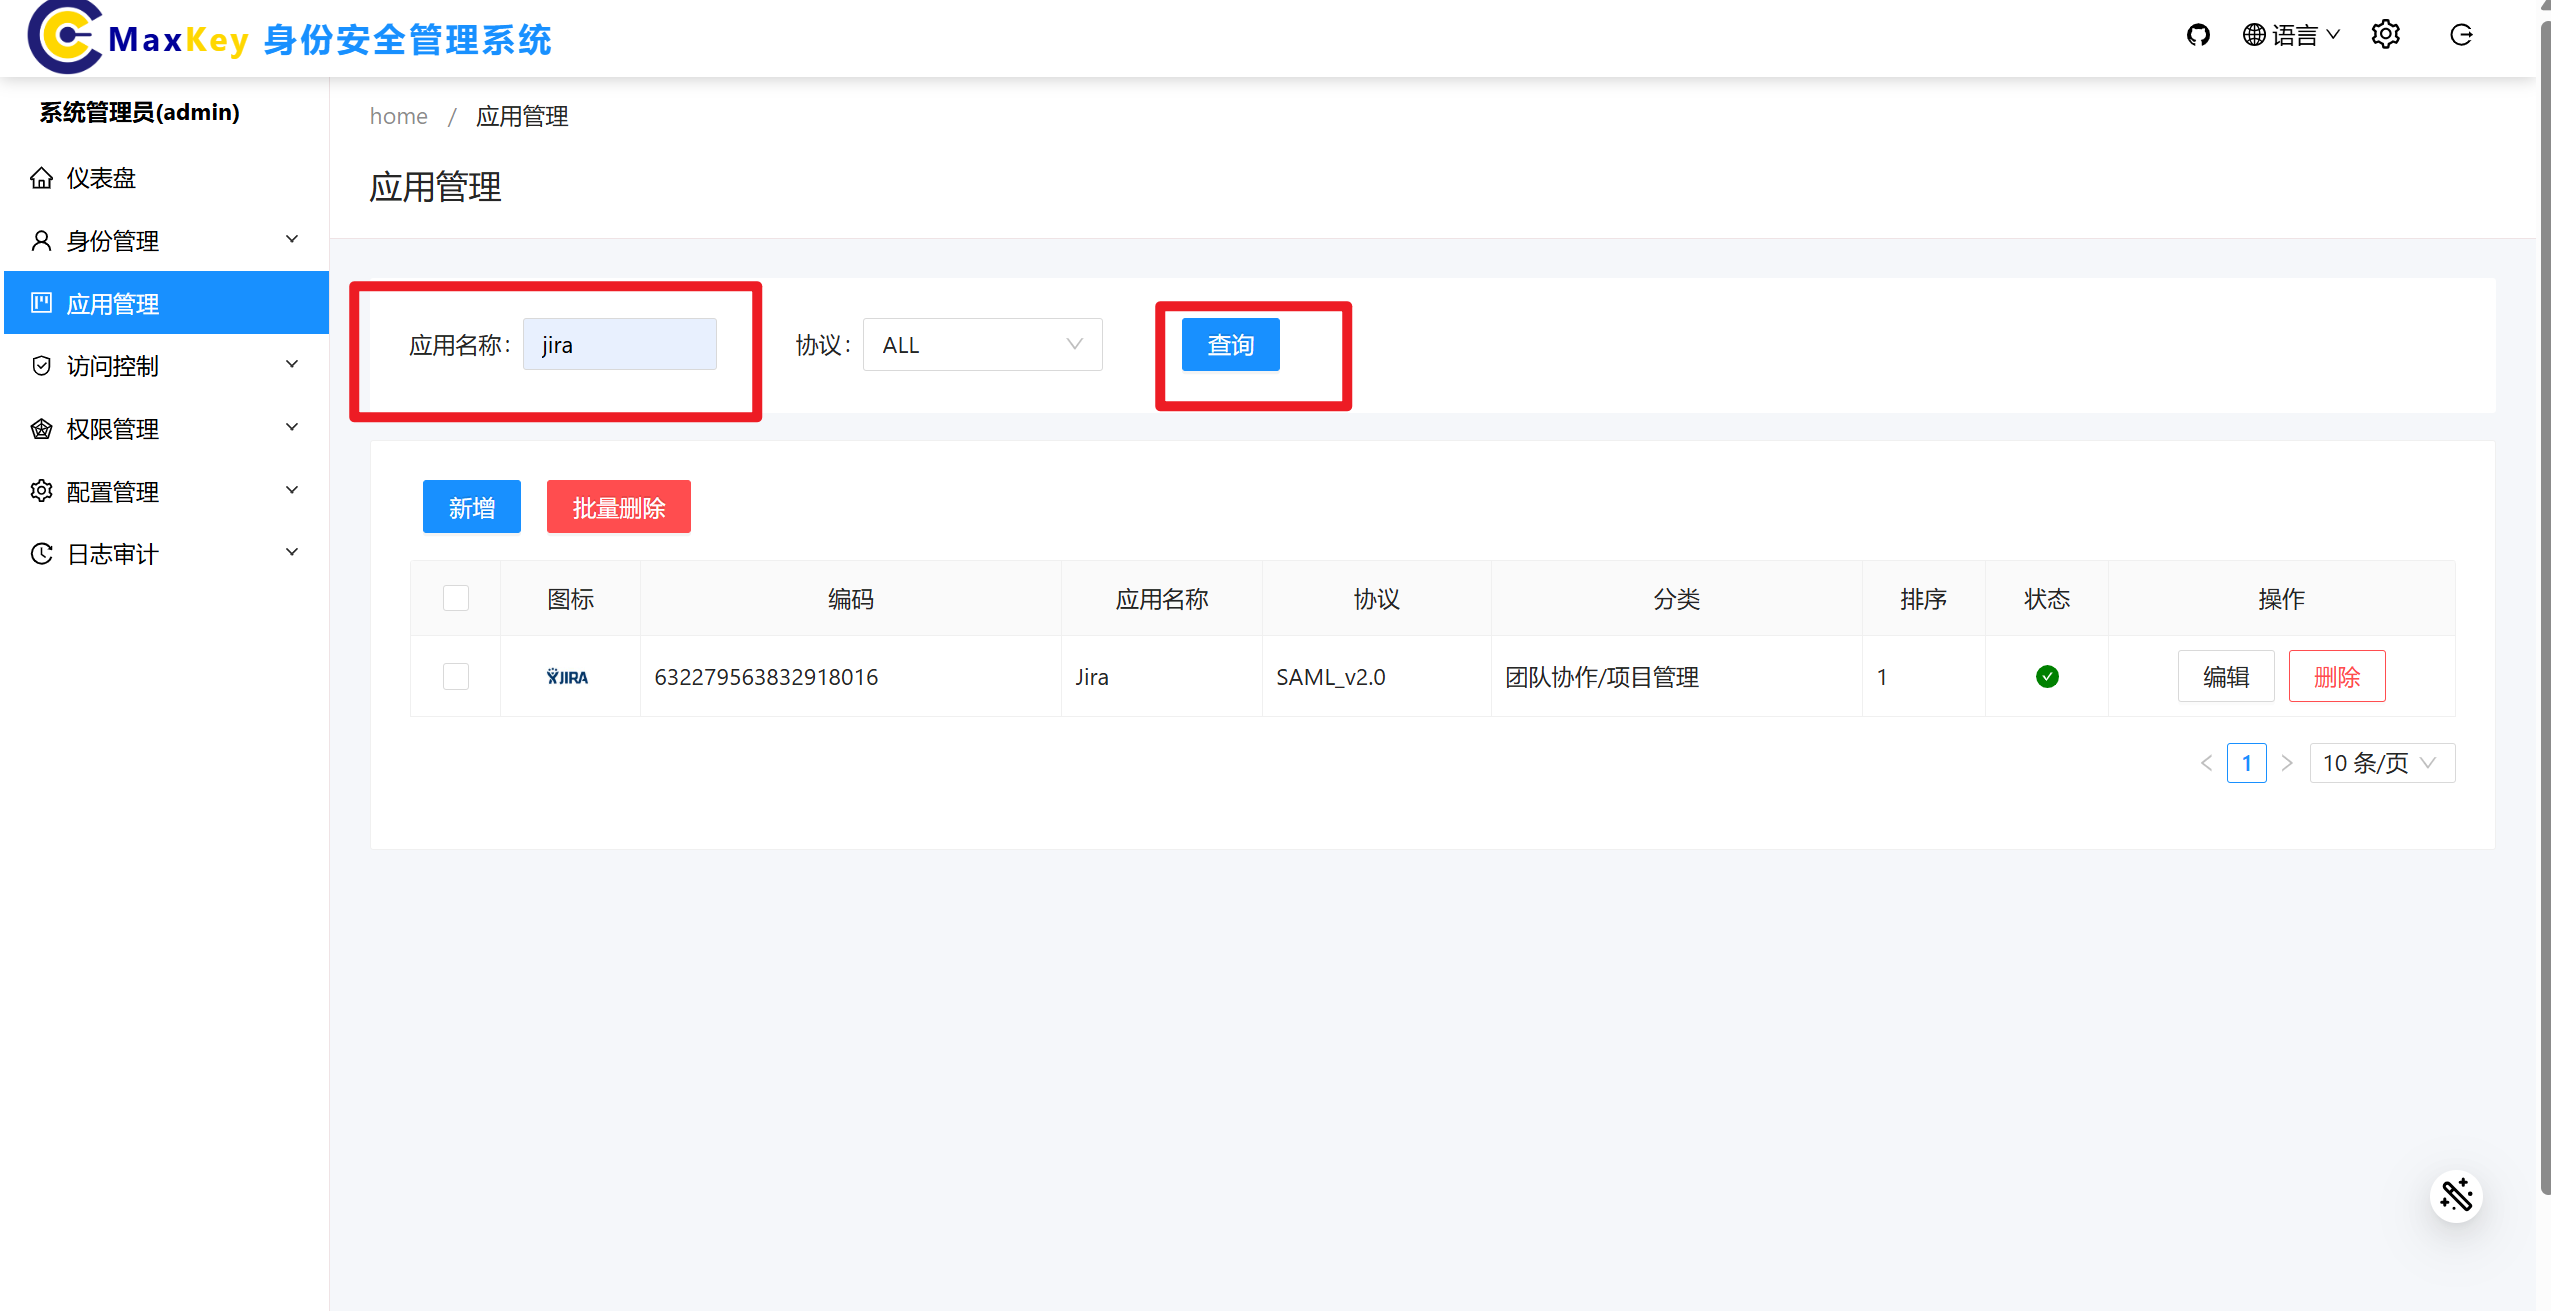 MaxKey 身份安全管理系统
语言
系统管理员(admin)
仪表盘
身份管理
应用管理
访问控制
权限管理
配置管理
日志审计
home / 应用管理
应用管理
应用名称: jira 协议: ALL 查询
新增 批量删除
图标 编码 应用名称 协议 分类 排序 状态 操作
JIRA 632279563832918016 Jira SAML_v2.0 团队协作/项目管理 1 编辑 删除
< 1 > 10 条/页